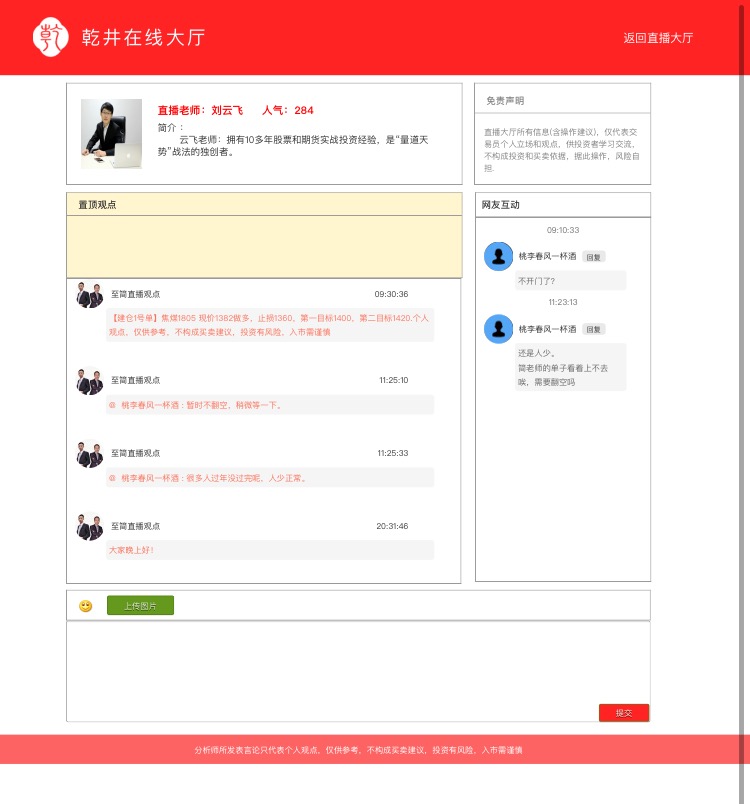 乾
乾井在线大厅
返回直播大厅
直播老师：刘云飞 人气：284
简介：
云飞老师：拥有10多年股票和期货实战投资经验，是“量道天
势”战法的独创者。
免责声明
直播大厅所有信息(含操作建议)，仅代表交
易员个人立场和观点，供投资者学习交流，
不构成投资和买卖依据，据此操作，风险自
担.
置顶观点
至简直播观点 09:30:36
【建仓1号单】焦煤1805 现价1382做多，止损1360，第一目标1400，第二目标1420.个人
观点，仅供参考，不构成买卖建议，投资有风险，入市需谨慎
至简直播观点 11:25:10
@ 桃李春风一杯酒：暂时不翻空，稍微等一下。
至简直播观点 11:25:33
@ 桃李春风一杯酒：很多人过年没过完呢，人少正常。
至简直播观点 20:31:46
大家晚上好！
网友互动
09:10:33
桃李春风一杯酒 回复
不开门了?
11:23:13
桃李春风一杯酒 回复
还是人少。
简老师的单子看着上不去
唉，需要翻空吗
上传图片
提交
分析师所发表言论只代表个人观点，仅供参考，不构成买卖建议，投资有风险，入市需谨慎